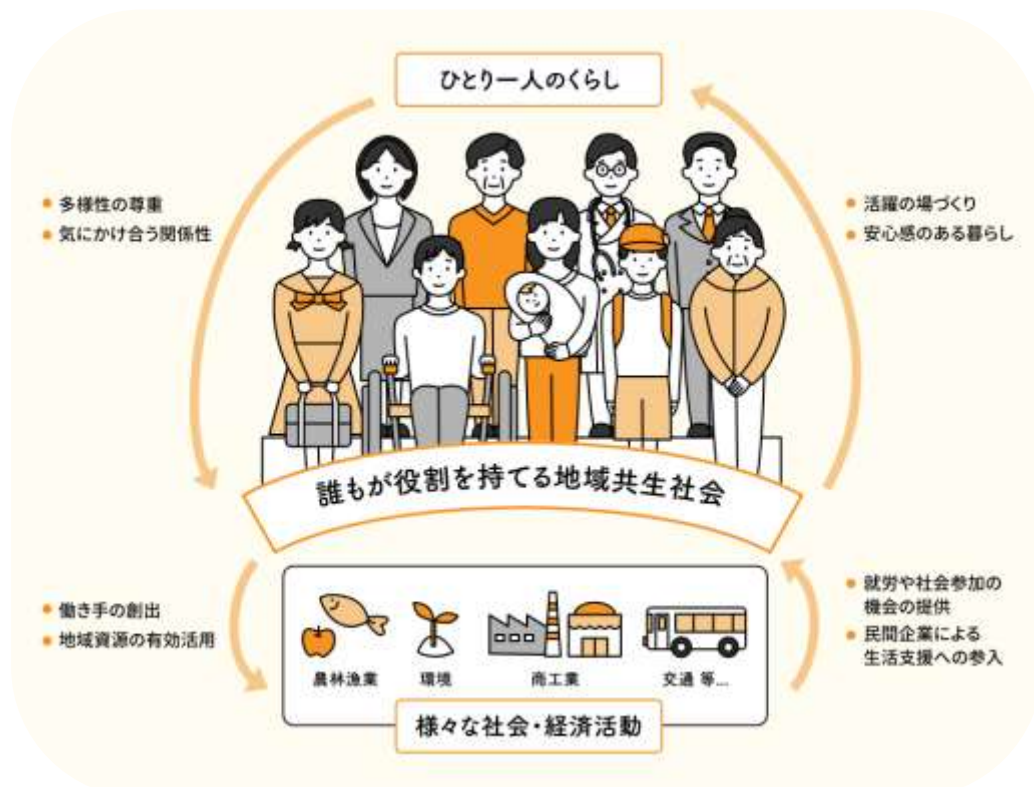 ひとり一人のくらし
多様性の尊重
気にかけ合う関係性
活躍の場づくり
安心感のある暮らし
誰もが役割を持てる地域共生社会
働き手の創出
地域資源の有効活用
就労や社会参加の
機会の提供
民間企業による
生活支援への参入
農林漁業
環境
商工業
交通 等...
様々な社会・経済活動